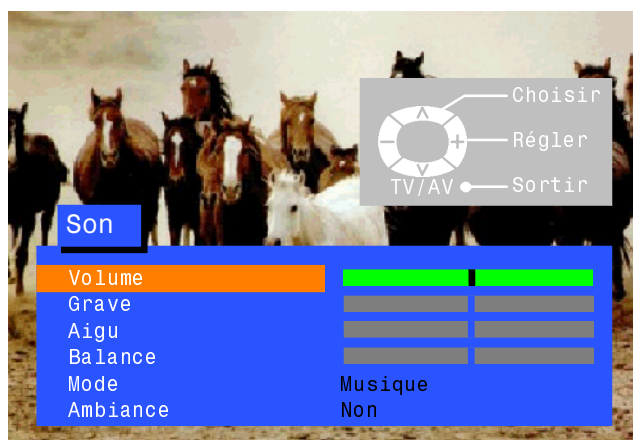 Choisir
Régler
TV/AV Sortir
Son
Volume
Grave
Aigu
Balance
Mode Musique
Ambiance Non